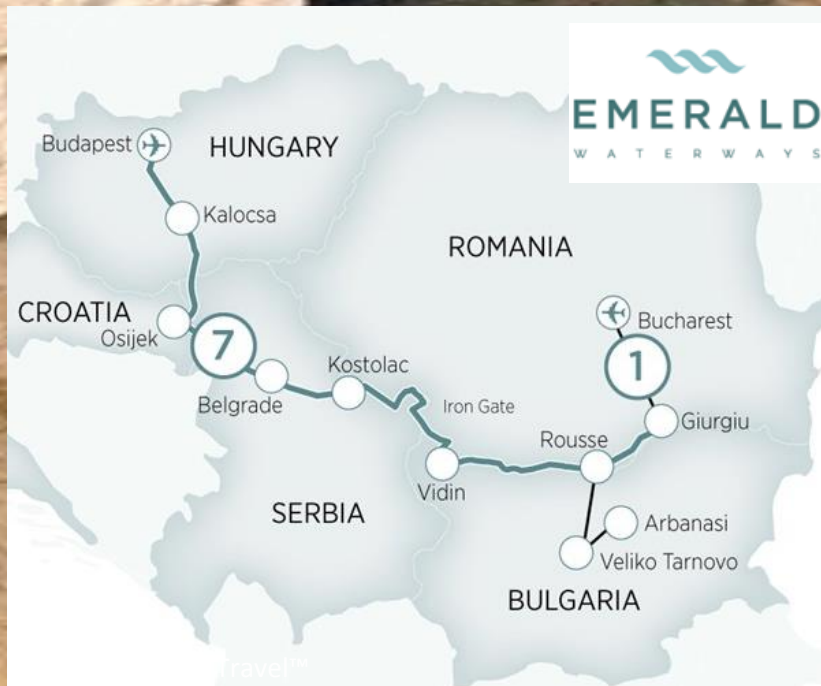 EMERALD
WATERWAYS
Budapest
HUNGARY
Kalocsa
ROMANIA
CROATIA
Osijek
7
Bucharest
1
Kostolac
Belgrade
Iron Gate
Giurgiu
Rousse
Vidin
SERBIA
Arbanasi
Veliko Tarnovo
BULGARIA
Travel™